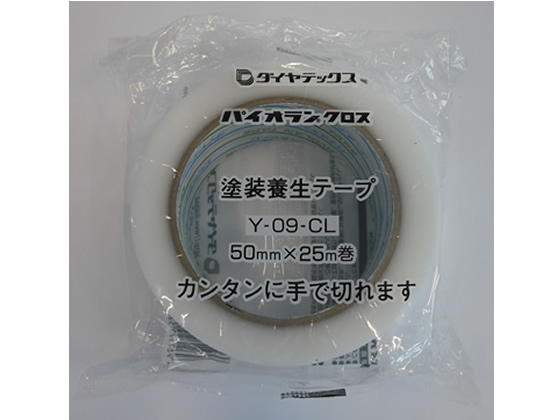 ダイヤテックス
パイオランクロス
塗装養生テープ
Y-09-CL
50mm×25m巻
カンタンに手で切れます